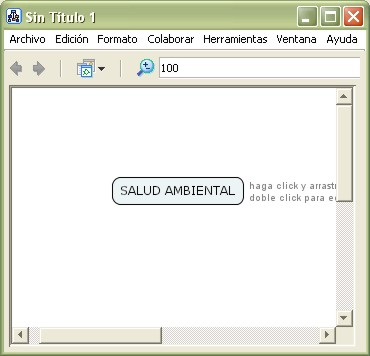 Sin Título 1
Archivo Edición Formato Colaborar Herramientas Ventana Ayuda
100
SALUD AMBIENTAL
haga click y arrastr
doble click para ed